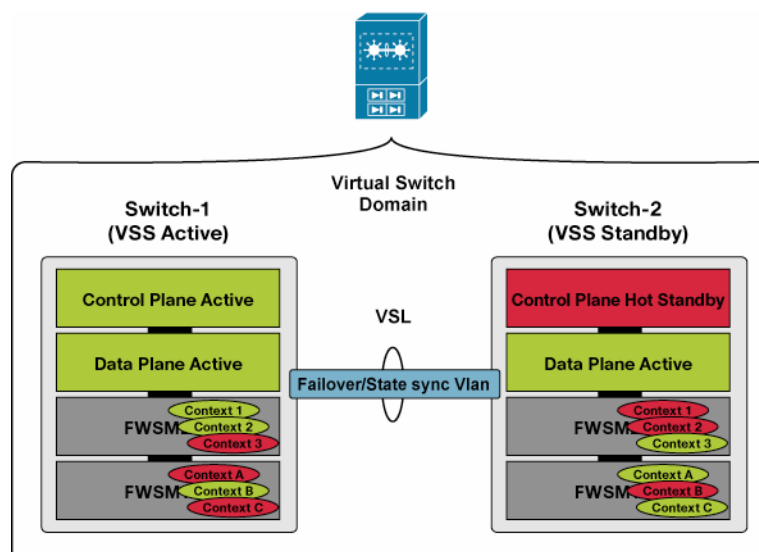 Virtual Switch
Domain
Switch-1
(VSS Active)
Switch-2
(VSS Standby)
Control Plane Active
Data Plane Active
FWSM
Context 1
Context 2
Context 3
FWSM
Context A
Context B
Context C
VSL
Failover/State sync Vlan
Control Plane Hot Standby
Data Plane Active
FWSM
Context 1
Context 2
Context 3
FWSM
Context A
Context B
Context C